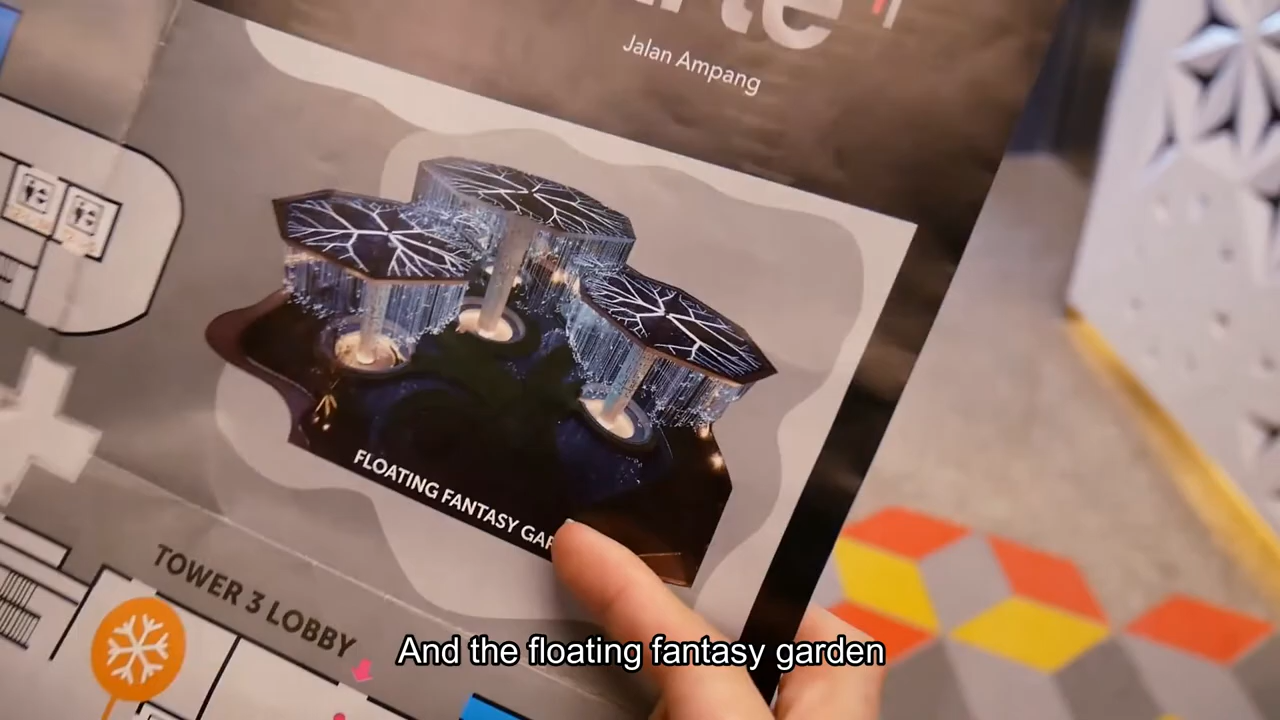 Jalan Ampang
FLOATING FANTASY GAR
TOWER 3 LOBBY
And the floating fantasy garden